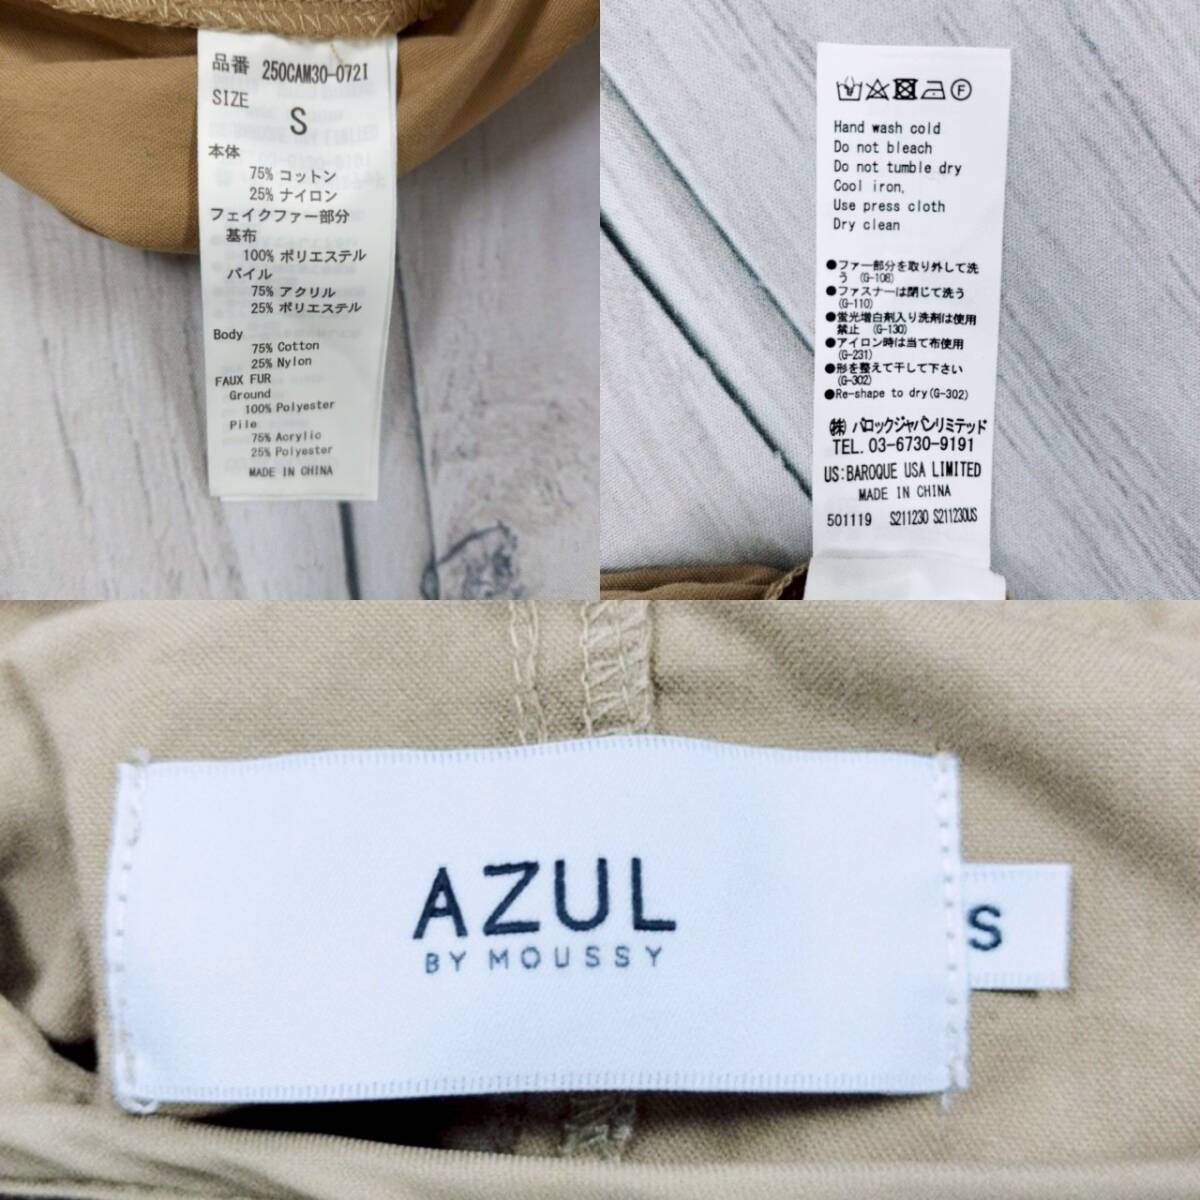 品番 250CAM30-0721
SIZE
S
本体
75% コットン
25% ナイロン
フェイクファー部分
基布
100% ポリエステル
パイル
75% アクリル
25% ポリエステル
Body
75% Cotton
25% Nylon
FAUX FUR
Ground
100% Polyester
Pile
75% Acrylic
25% Polyester
MADE IN CHINA
F
Hand wash cold
Do not bleach
Do not tumble dry
Cool iron,
Use press cloth
Dry clean
●ファー部分を取り外して洗
う (G-108)
●ファスナーは閉じて洗う
(G-110)
●蛍光増白剤入り洗剤は使用
禁止 (G-130)
●アイロン時は当て布使用
(G-231)
●形を整えて干して下さい
(G-302)
●Re-shape to dry(G-302)
㈱ バロックジャパンリミテッド
TEL. 03-6730-9191
US:BAROQUE USA LIMITED
MADE IN CHINA
501119 S211230 S211230US
AZUL
BY MOUSSY
S